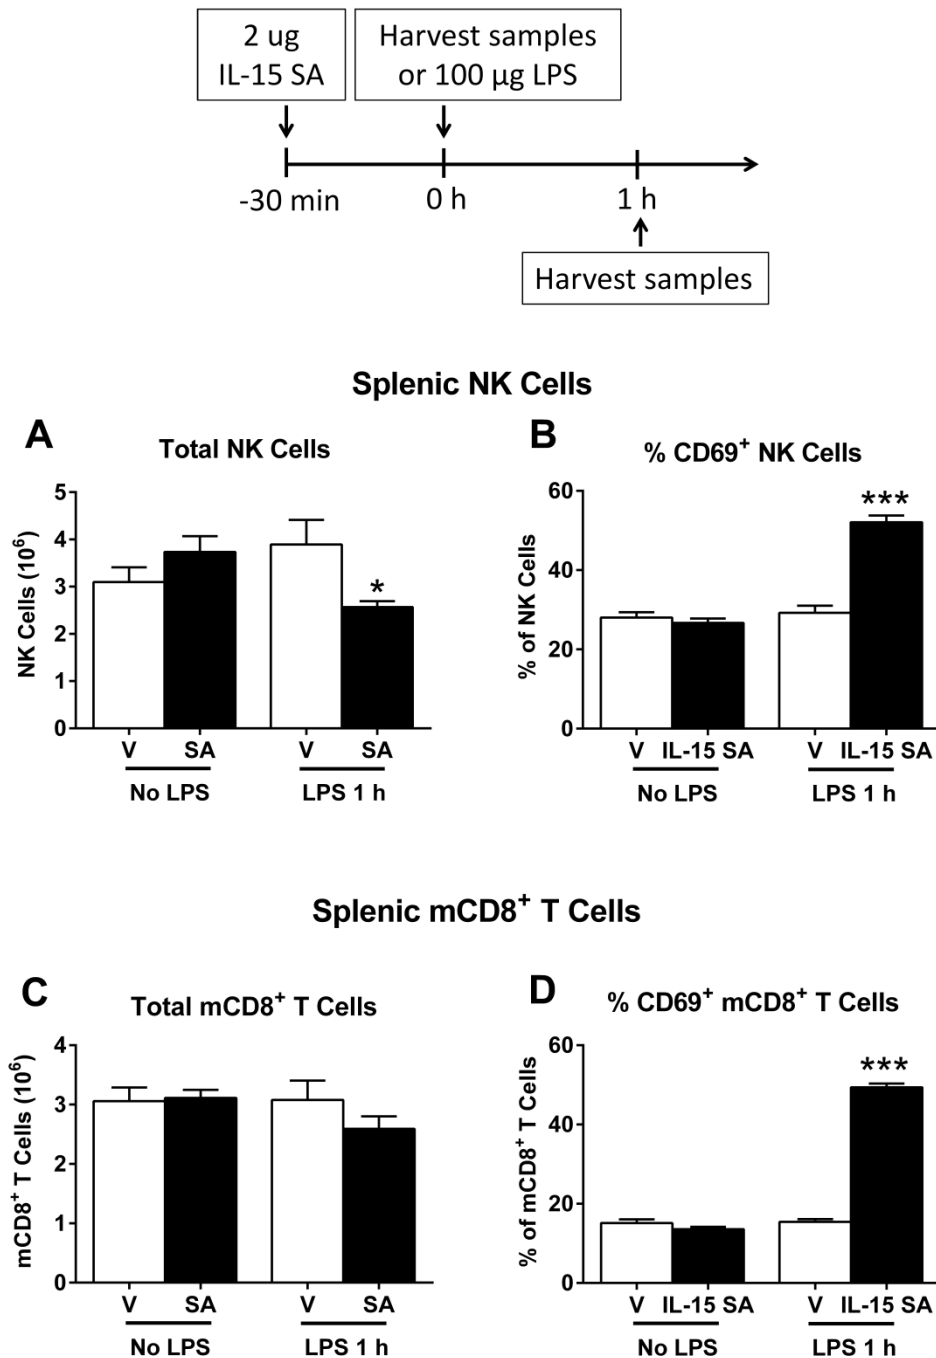 2 ug
IL-15 SA
Harvest samples
or 100 µg LPS
-30 min
0 h
1 h
Harvest samples
Splenic NK Cells
A
Total NK Cells
NK Cells (10⁶)
5
4
3
2
1
0
*
V
SA
V
SA
No LPS
LPS 1 h
B
% CD69⁺ NK Cells
% of NK Cells
60
40
20
0
***
V
IL-15 SA
V
IL-15 SA
No LPS
LPS 1 h
Splenic mCD8⁺ T Cells
C
Total mCD8⁺ T Cells
mCD8⁺ T Cells (10⁶)
4
3
2
1
0
V
SA
V
SA
No LPS
LPS 1 h
D
% CD69⁺ mCD8⁺ T Cells
% of mCD8⁺ T Cells
60
40
20
0
***
V
IL-15 SA
V
IL-15 SA
No LPS
LPS 1 h